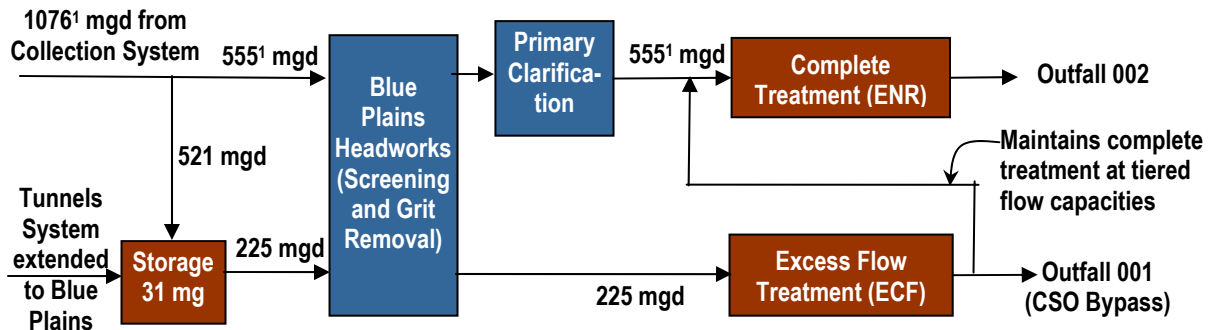 1076¹ mgd from
Collection System
555¹ mgd
521 mgd
Tunnels
System
extended
to Blue
Plains
Storage
31 mg
225 mgd
Blue
Plains
Headworks
(Screening
and Grit
Removal)
Primary
Clarifica-
tion
555¹ mgd
Complete
Treatment (ENR)
Outfall 002
Maintains complete
treatment at tiered
flow capacities
225 mgd
Excess Flow
Treatment (ECF)
Outfall 001
(CSO Bypass)